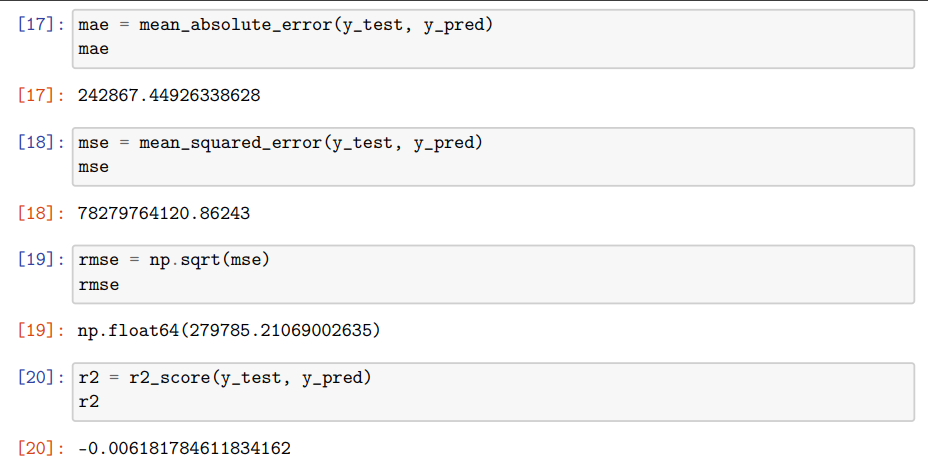 [17]: mae = mean_absolute_error(y_test, y_pred)
mae
[17]: 242867.44926338628
[18]: mse = mean_squared_error(y_test, y_pred)
mse
[18]: 78279764120.86243
[19]: rmse = np.sqrt(mse)
rmse
[19]: np.float64(279785.21069002635)
[20]: r2 = r2_score(y_test, y_pred)
r2
[20]: -0.006181784611834162